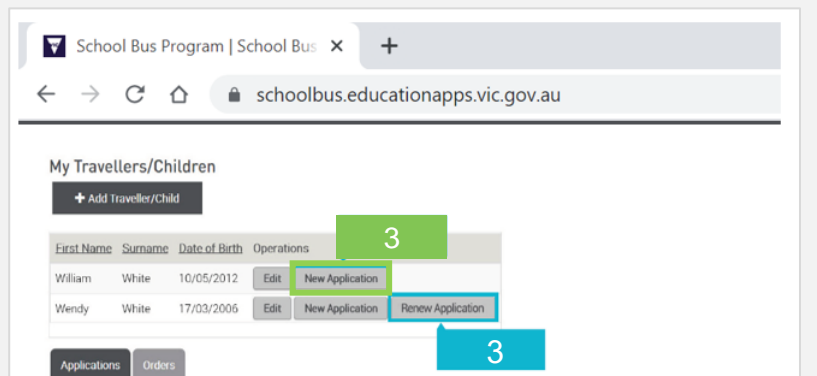 School Bus Program | School Bus
schoolbus.educationapps.vic.gov.au
My Travellers/Children
+ Add Traveller/Child
3
First Name Surname Date of Birth Operations
William White 10/05/2012 Edit New Application
Wendy White 17/03/2006 Edit New Application Renew Application
3
Applications Orders